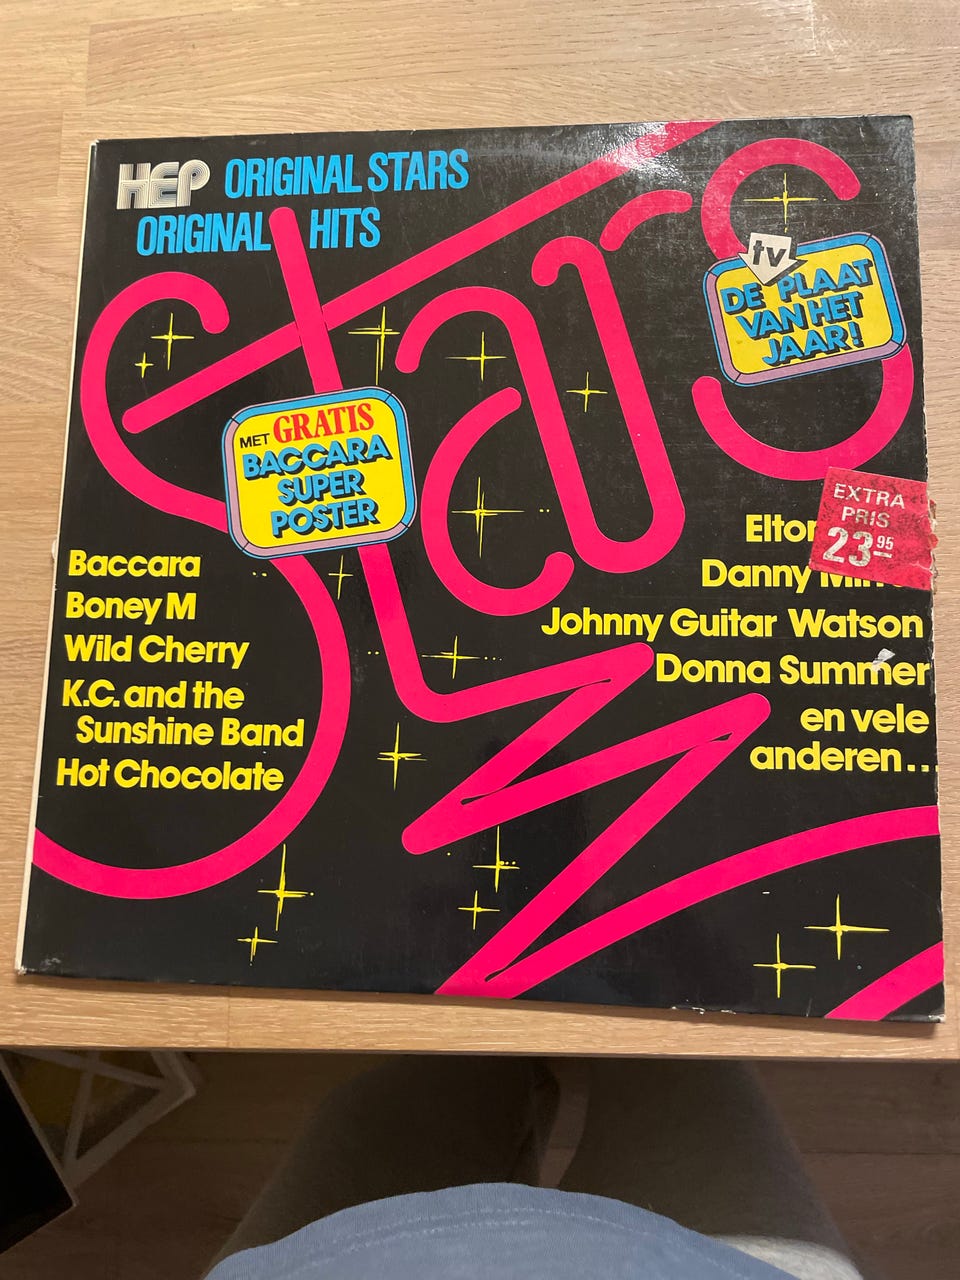 HEP ORIGINAL STARS
ORIGINAL HITS
Stars
tv
DE PLAAT
VAN HET
JAAR!
MET GRATIS
BACCARA
SUPER
POSTER
EXTRA
PRIS
23.95
Baccara
Boney M
Wild Cherry
K.C. and the
Sunshine Band
Hot Chocolate
Danny
Johnny Guitar Watson
Donna Summer
en vele
anderen...